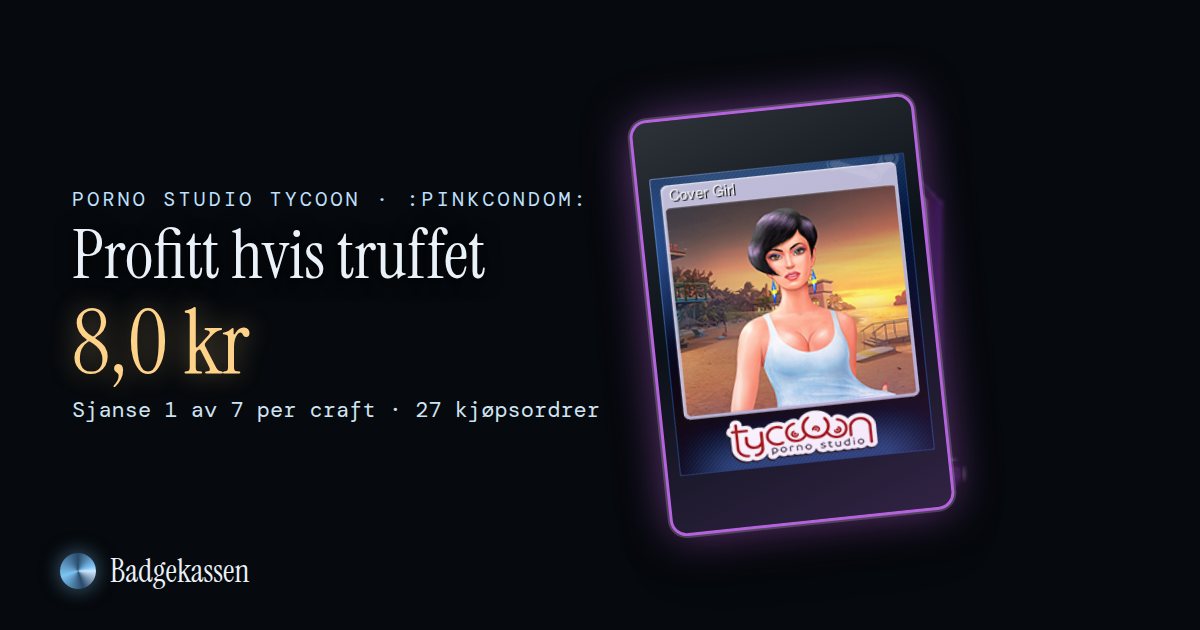 PORNO STUDIO TYCOON · :PINKCONDOM:
Profitt hvis truffet
8,0 kr
Sjanse 1 av 7 per craft · 27 kjøpsordrer
Badgekassen
Cover Girl
tycooon
porno studio